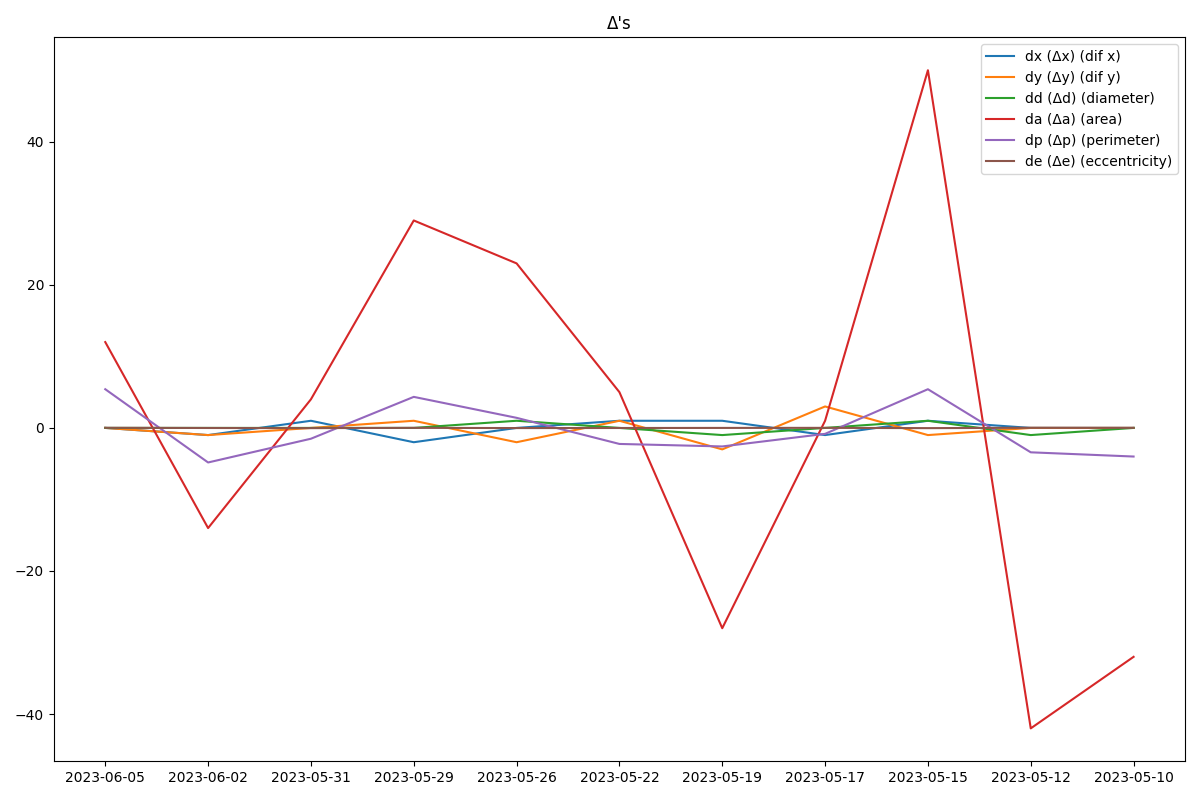 Δ's
dx (Δx) (dif x)
dy (Δy) (dif y)
dd (Δd) (diameter)
da (Δa) (area)
dp (Δp) (perimeter)
de (Δe) (eccentricity)
40
20
0
−20
−40
2023-06-05 2023-06-02 2023-05-31 2023-05-29 2023-05-26 2023-05-22 2023-05-19 2023-05-17 2023-05-15 2023-05-12 2023-05-10